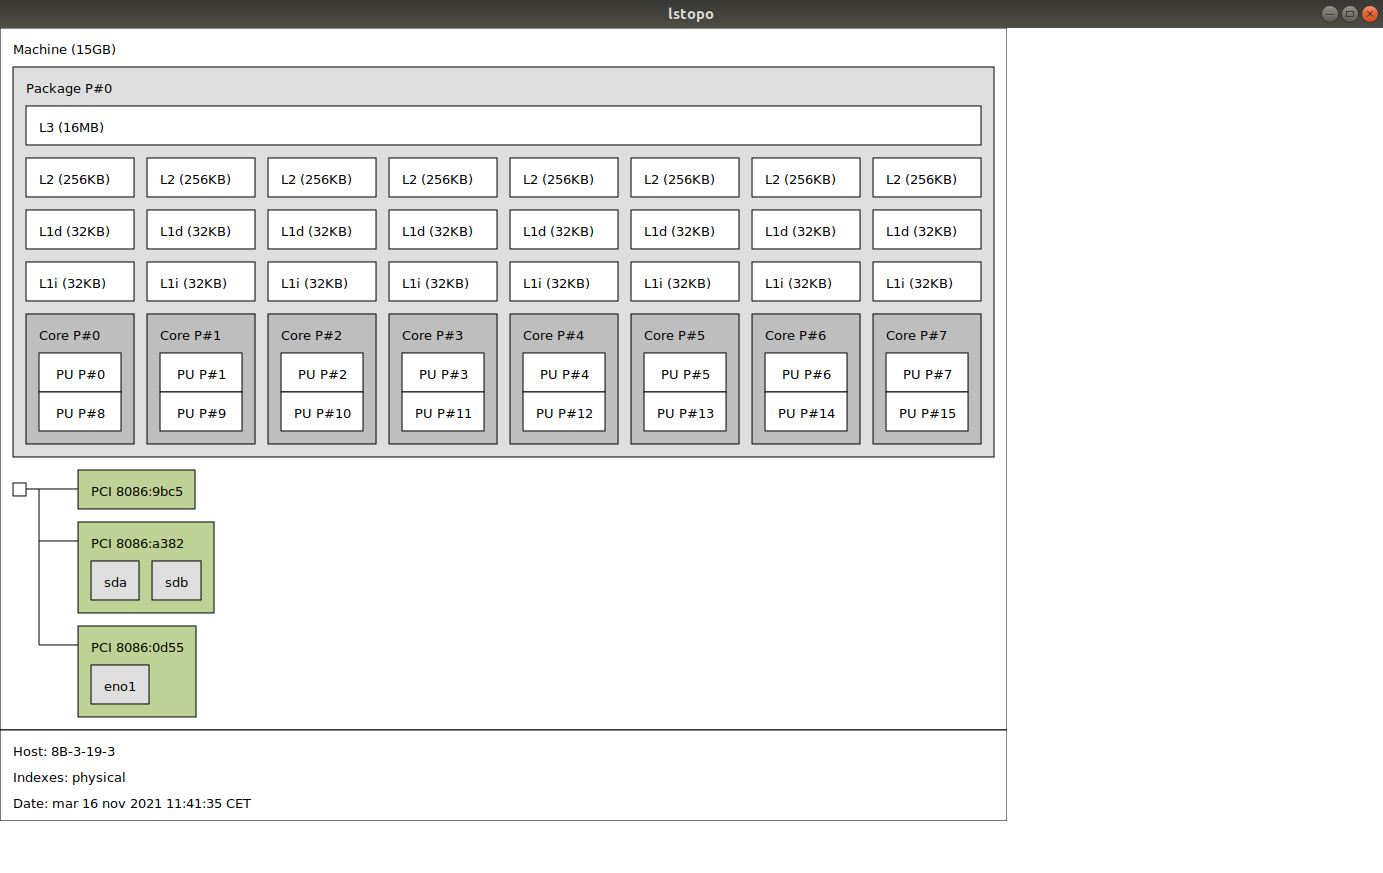 lstopo
Machine (15GB)
Package P#0
L3 (16MB)
L2 (256KB) L2 (256KB) L2 (256KB) L2 (256KB) L2 (256KB) L2 (256KB) L2 (256KB) L2 (256KB)
L1d (32KB) L1d (32KB) L1d (32KB) L1d (32KB) L1d (32KB) L1d (32KB) L1d (32KB) L1d (32KB)
L1i (32KB) L1i (32KB) L1i (32KB) L1i (32KB) L1i (32KB) L1i (32KB) L1i (32KB) L1i (32KB)
Core P#0 Core P#1 Core P#2 Core P#3 Core P#4 Core P#5 Core P#6 Core P#7
PU P#0 PU P#1 PU P#2 PU P#3 PU P#4 PU P#5 PU P#6 PU P#7
PU P#8 PU P#9 PU P#10 PU P#11 PU P#12 PU P#13 PU P#14 PU P#15
PCI 8086:9bc5
PCI 8086:a382
sda sdb
PCI 8086:0d55
eno1
Host: 8B-3-19-3
Indexes: physical
Date: mar 16 nov 2021 11:41:35 CET